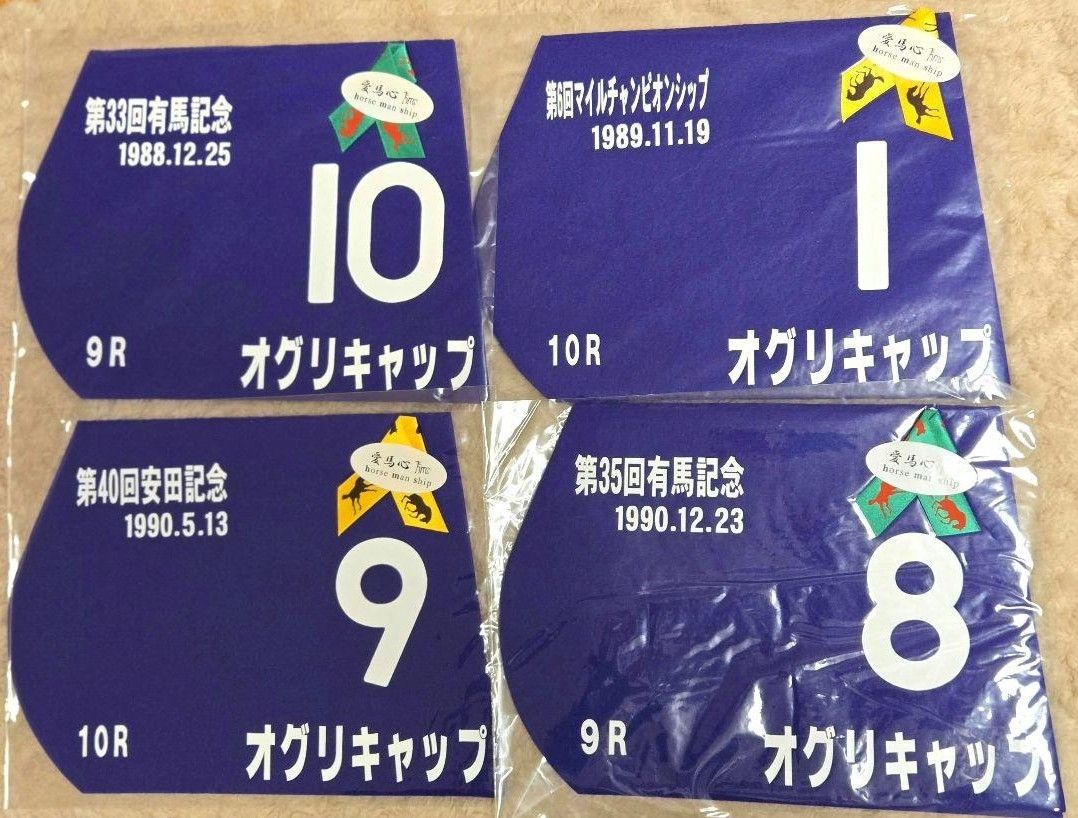 愛馬心
horse man ship
第33回有馬記念
1988.12.25
10
9R
オグリキャップ
愛馬心
horse man ship
第6回マイルチャンピオンシップ
1989.11.19
1
10R
オグリキャップ
愛馬心
horse man ship
第40回安田記念
1990.5.13
9
10R
オグリキャップ
愛馬心
horse man ship
第35回有馬記念
1990.12.23
8
9R
オグリキャップ